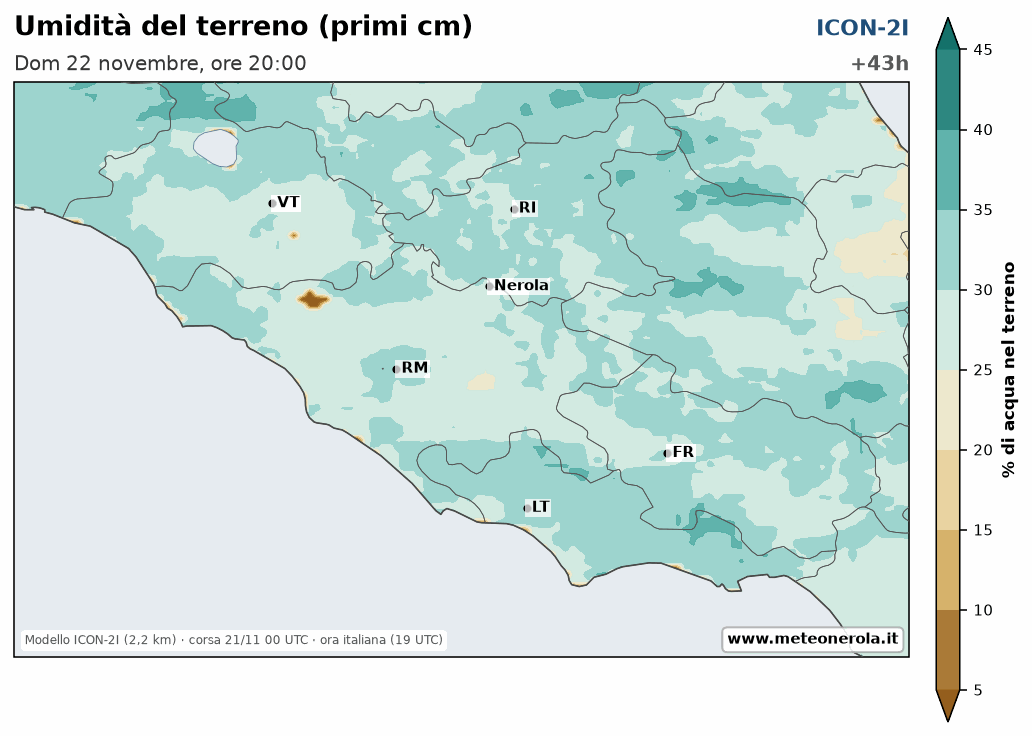 Umidità del terreno (primi cm)
ICON-2I
Dom 22 novembre, ore 20:00
+43h
45
40
35
30
25
20
15
10
5
% di acqua nel terreno
VT
RI
Nerola
RM
FR
LT
Modello ICON-2I (2,2 km) · corsa 21/11 00 UTC · ora italiana (19 UTC)
www.meteonerola.it